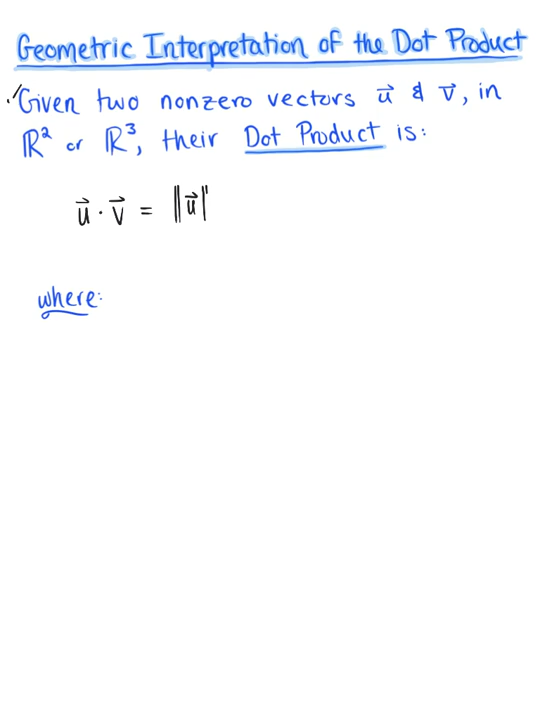 Geometric Interpretation of the Dot Product
Given two nonzero vectors u⃗ & v⃗, in
ℝ² or ℝ³, their Dot Product is:
u⃗ · v⃗ = ‖u⃗|
where: